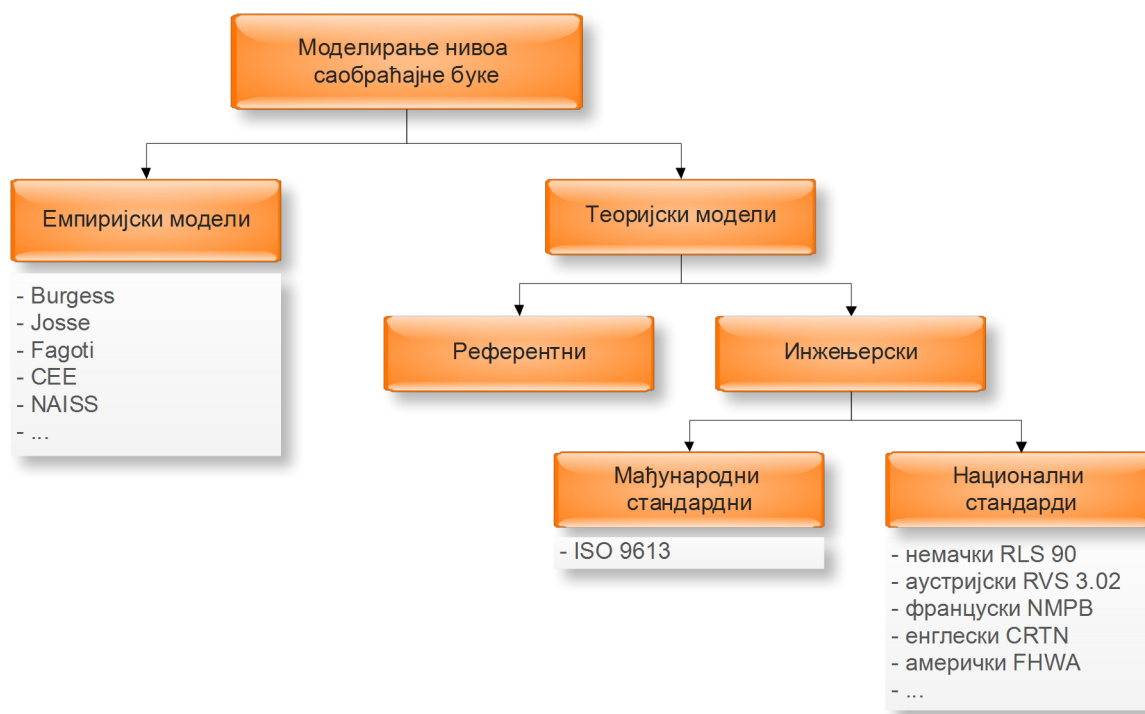 Моделирање нивоа
саобраћајне буке
Емпиријски модели
- Burgess
- Josse
- Fagoti
- CEE
- NAISS
- ...
Теоријски модели
Референтни
Инжењерски
Мађународни
стандардни
- ISO 9613
Национални
стандарди
- немачки RLS 90
- аустријски RVS 3.02
- француски NMPB
- енглески CRTN
- амерички FHWA
- ...